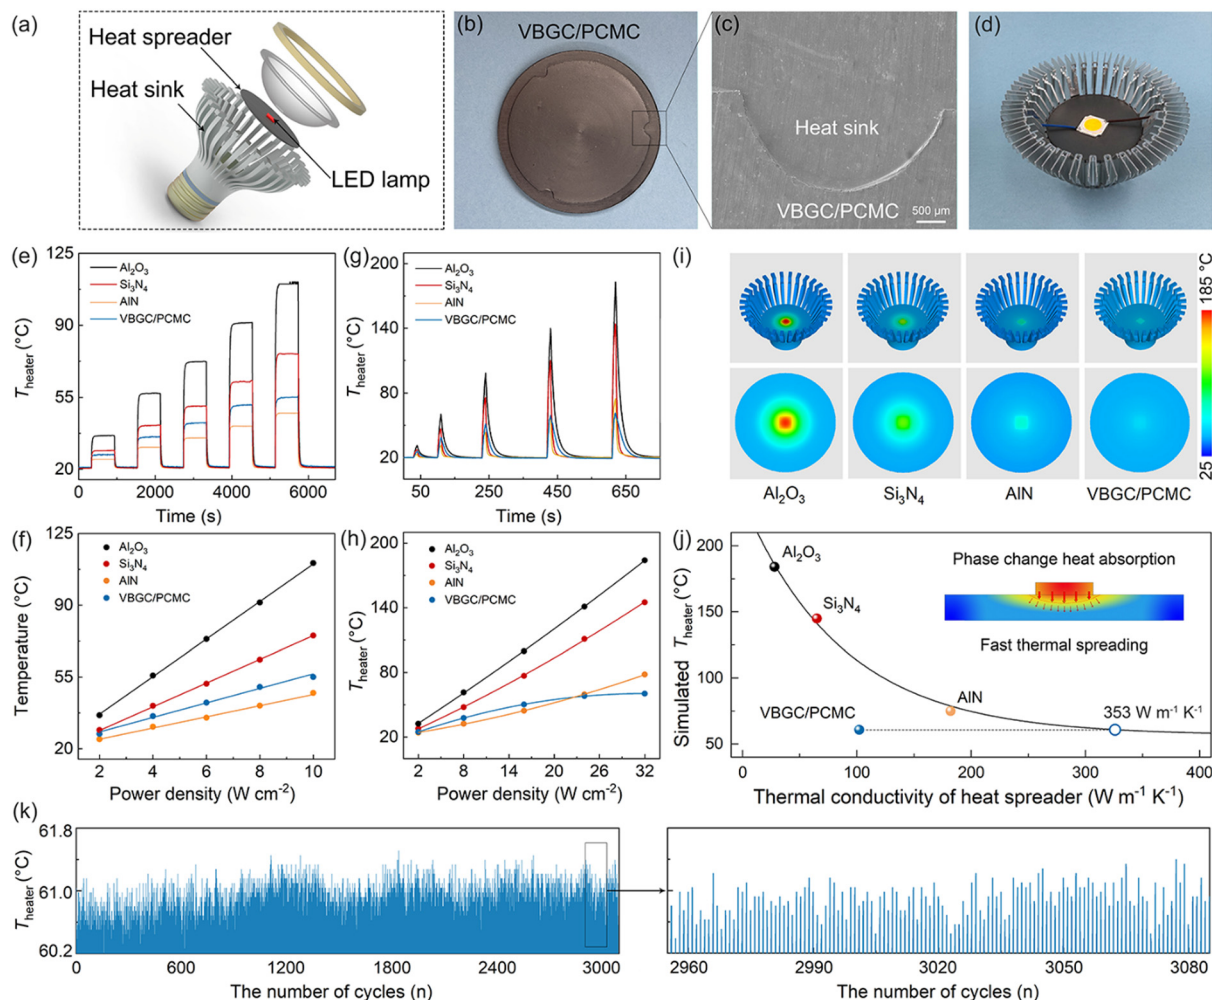 (a)
Heat spreader
Heat sink
LED lamp
(b)
VBGC/PCMC
(c)
Heat sink
VBGC/PCMC
500 μm
(d)
(e)
125
90
55
20
T heater (°C)
Al₂O₃
Si₃N₄
AlN
VBGC/PCMC
0 2000 4000 6000
Time (s)
(g)
200
140
80
20
T heater (°C)
Al₂O₃
Si₃N₄
AlN
VBGC/PCMC
50 250 450 650
Time (s)
(i)
185 °C
25
Al₂O₃
Si₃N₄
AlN
VBGC/PCMC
(f)
125
90
55
20
Temperature (°C)
Al₂O₃
Si₃N₄
AlN
VBGC/PCMC
2 4 6 8 10
Power density (W cm⁻²)
(h)
200
140
80
20
T heater (°C)
Al₂O₃
Si₃N₄
AlN
VBGC/PCMC
2 8 16 24 32
Power density (W cm⁻²)
(j)
200
150
100
50
Simulated T heater (°C)
Al₂O₃
Si₃N₄
AlN
VBGC/PCMC
353 W m⁻¹ K⁻¹
Phase change heat absorption
Fast thermal spreading
0 100 200 300 400
Thermal conductivity of heat spreader (W m⁻¹ K⁻¹)
(k)
61.8
61.0
60.2
T heater (°C)
0 600 1200 1800 2400 3000
The number of cycles (n)
2960 2990 3020 3050 3080
The number of cycles (n)